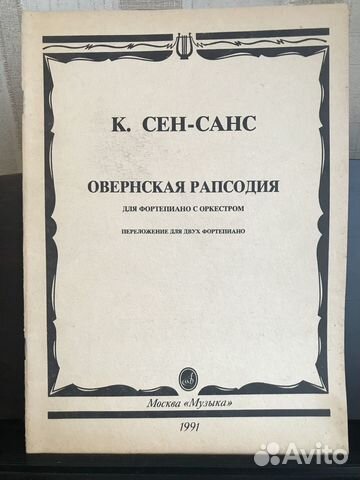 К. СЕН-САНС
ОВЕРНСКАЯ РАПСОДИЯ
ДЛЯ ФОРТЕПИАНО С ОРКЕСТРОМ
ПЕРЕЛОЖЕНИЕ ДЛЯ ДВУХ ФОРТЕПИАНО
Москва «Музыка»
1991
Avito